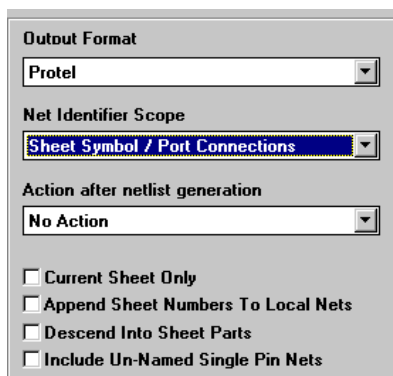 Output Format
Protel
Net Identifier Scope
Sheet Symbol / Port Connections
Action after netlist generation
No Action
Current Sheet Only
Append Sheet Numbers To Local Nets
Descend Into Sheet Parts
Include Un-Named Single Pin Nets